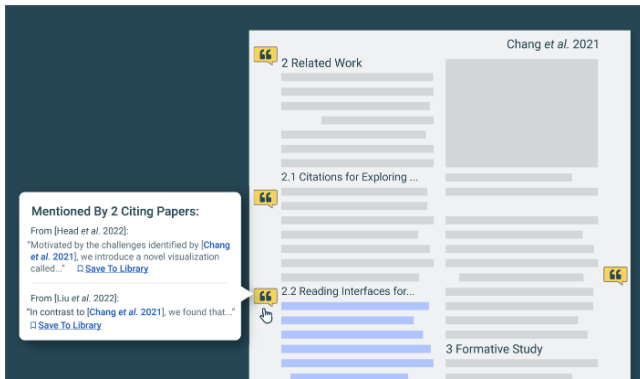 Chang et al. 2021
2 Related Work
2.1 Citations for Exploring ...
Mentioned By 2 Citing Papers:
From [Head et al. 2022]:
"Motivated by the challenges identified by [Chang
et al. 2021], we introduce a novel visualization
called..." Save To Library
From [Liu et al. 2022]:
"In contrast to [Chang et al. 2021], we found that..."
Save To Library
2.2 Reading Interfaces for...
3 Formative Study